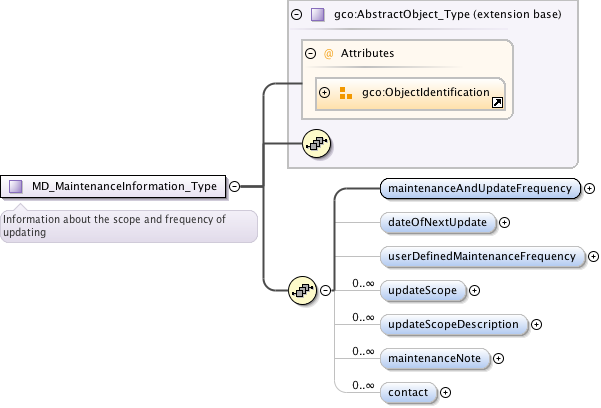 gco:AbstractObject_Type (extension base)
@ Attributes
gco:ObjectIdentification
MD_MaintenanceInformation_Type
Information about the scope and frequency of
updating
maintenanceAndUpdateFrequency
dateOfNextUpdate
userDefinedMaintenanceFrequency
0..∞ updateScope
0..∞ updateScopeDescription
0..∞ maintenanceNote
0..∞ contact